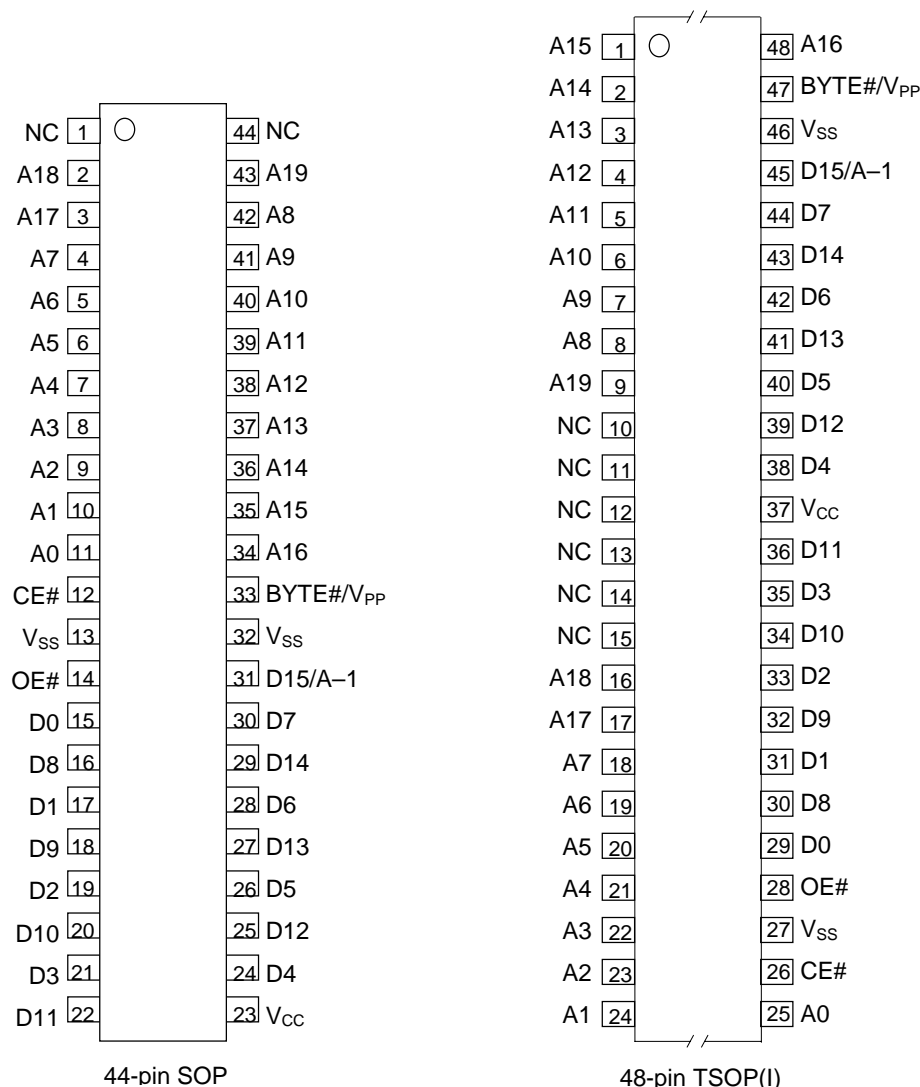 NC 1 44 NC
A18 2 43 A19
A17 3 42 A8
A7 4 41 A9
A6 5 40 A10
A5 6 39 A11
A4 7 38 A12
A3 8 37 A13
A2 9 36 A14
A1 10 35 A15
A0 11 34 A16
CE# 12 33 BYTE#/VPP
VSS 13 32 VSS
OE# 14 31 D15/A–1
D0 15 30 D7
D8 16 29 D14
D1 17 28 D6
D9 18 27 D13
D2 19 26 D5
D10 20 25 D12
D3 21 24 D4
D11 22 23 VCC
44-pin SOP
A15 1 48 A16
A14 2 47 BYTE#/VPP
A13 3 46 VSS
A12 4 45 D15/A–1
A11 5 44 D7
A10 6 43 D14
A9 7 42 D6
A8 8 41 D13
A19 9 40 D5
NC 10 39 D12
NC 11 38 D4
NC 12 37 VCC
NC 13 36 D11
NC 14 35 D3
NC 15 34 D10
A18 16 33 D2
A17 17 32 D9
A7 18 31 D1
A6 19 30 D8
A5 20 29 D0
A4 21 28 OE#
A3 22 27 VSS
A2 23 26 CE#
A1 24 25 A0
48-pin TSOP(I)